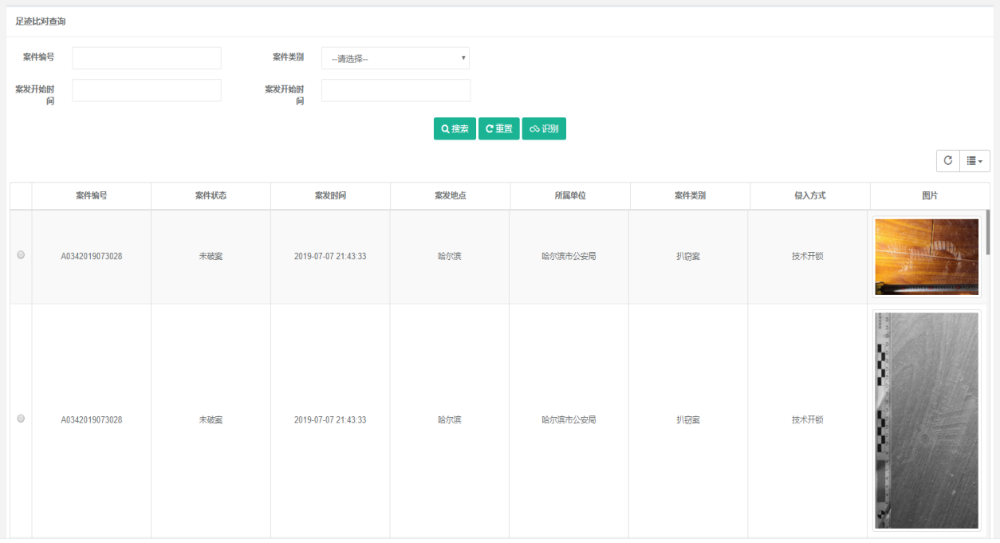 足迹比对查询
案件编号
案件类别 --请选择--
案发开始时间
案发开始时间
搜索 重置 识别
案件编号 案件状态 案发时间 案发地点 所属单位 案件类别 侵入方式 图片
A0342019073028 未破案 2019-07-07 21:43:33 哈尔滨 哈尔滨市公安局 扒窃案 技术开锁
A0342019073028 未破案 2019-07-07 21:43:33 哈尔滨 哈尔滨市公安局 扒窃案 技术开锁